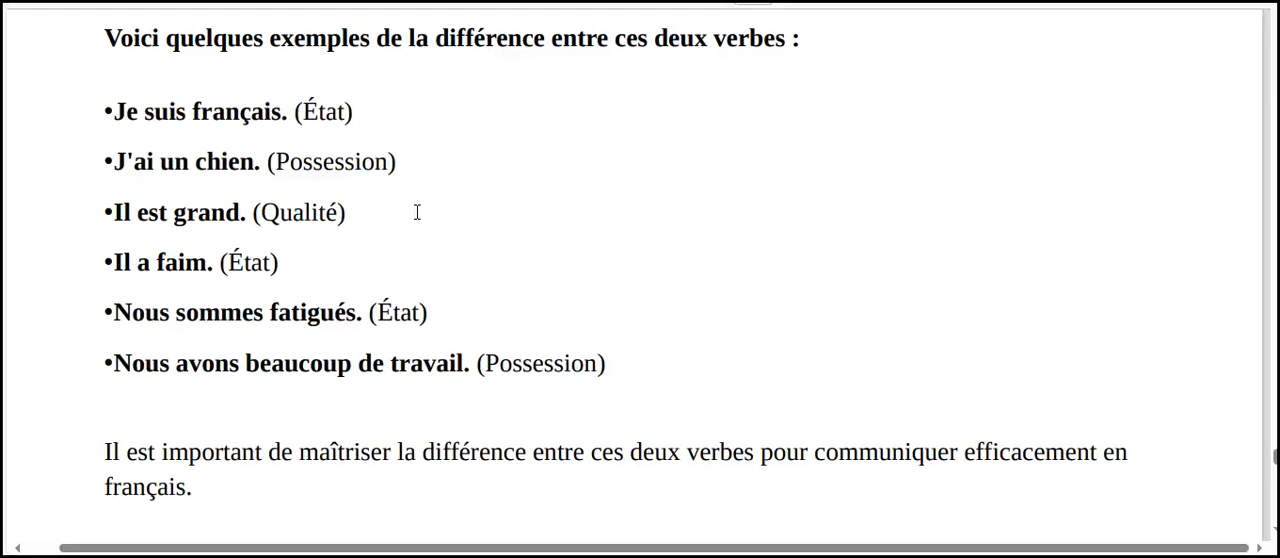 Voici quelques exemples de la différence entre ces deux verbes :
•Je suis français. (État)
•J'ai un chien. (Possession)
•Il est grand. (Qualité)
•Il a faim. (État)
•Nous sommes fatigués. (État)
•Nous avons beaucoup de travail. (Possession)
Il est important de maîtriser la différence entre ces deux verbes pour communiquer efficacement en
français.